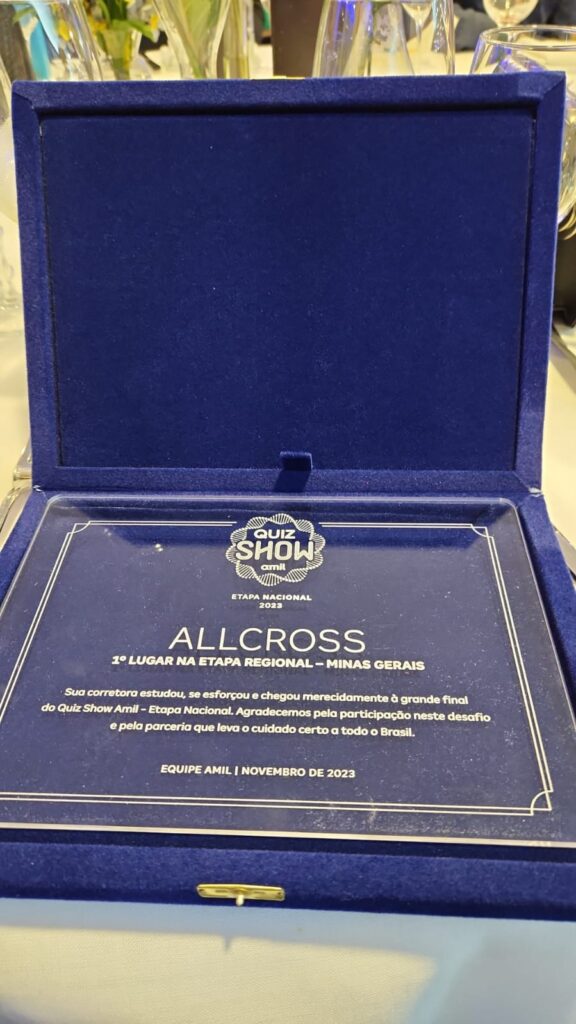 QUIZ
SHOW
amil
ETAPA NACIONAL
2023
ALLCROSS
1º LUGAR NA ETAPA REGIONAL – MINAS GERAIS
Sua corretora estudou, se esforçou e chegou merecidamente à grande final
do Quiz Show Amil – Etapa Nacional. Agradecemos pela participação neste desafio
e pela parceria que leva o cuidado certo a todo o Brasil.
EQUIPE AMIL | NOVEMBRO DE 2023